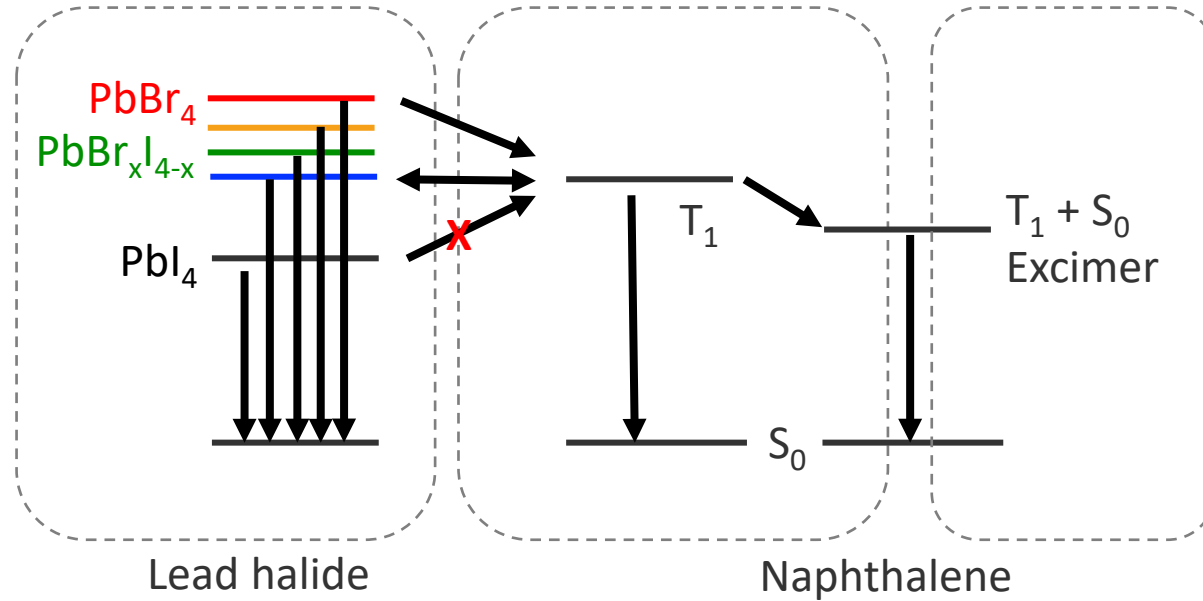 PbBr₄
PbBrₓI₄₋ₓ
PbI₄
X
T₁
T₁ + S₀
Excimer
S₀
Lead halide
Naphthalene